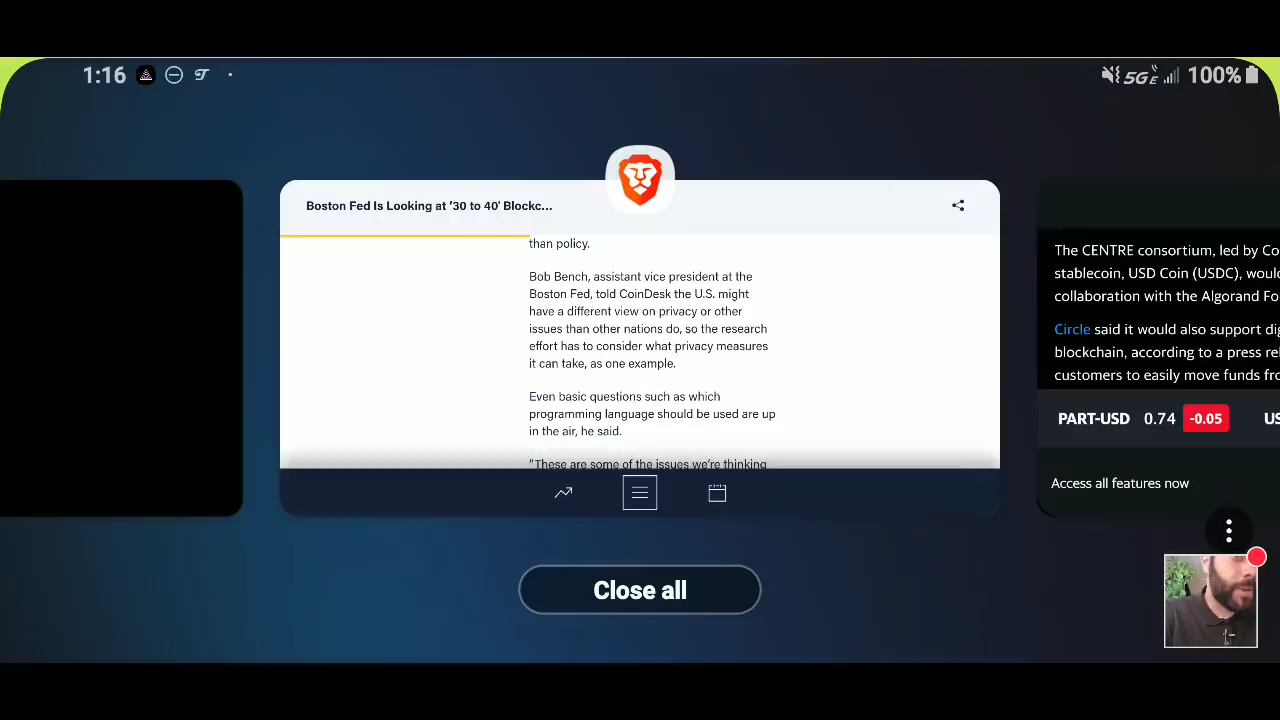 1:16
5G E
100%
Boston Fed Is Looking at '30 to 40' Blockc...
than policy.
Bob Bench, assistant vice president at the
Boston Fed, told CoinDesk the U.S. might
have a different view on privacy or other
issues than other nations do, so the research
effort has to consider what privacy measures
it can take, as one example.
Even basic questions such as which
programming language should be used are up
in the air, he said.
"These are some of the issues we're thinking
The CENTRE consortium, led by Co
stablecoin, USD Coin (USDC), woul
collaboration with the Algorand Fo
Circle said it would also support di
blockchain, according to a press re
customers to easily move funds fr
PART-USD 0.74 -0.05 US
Access all features now
Close all